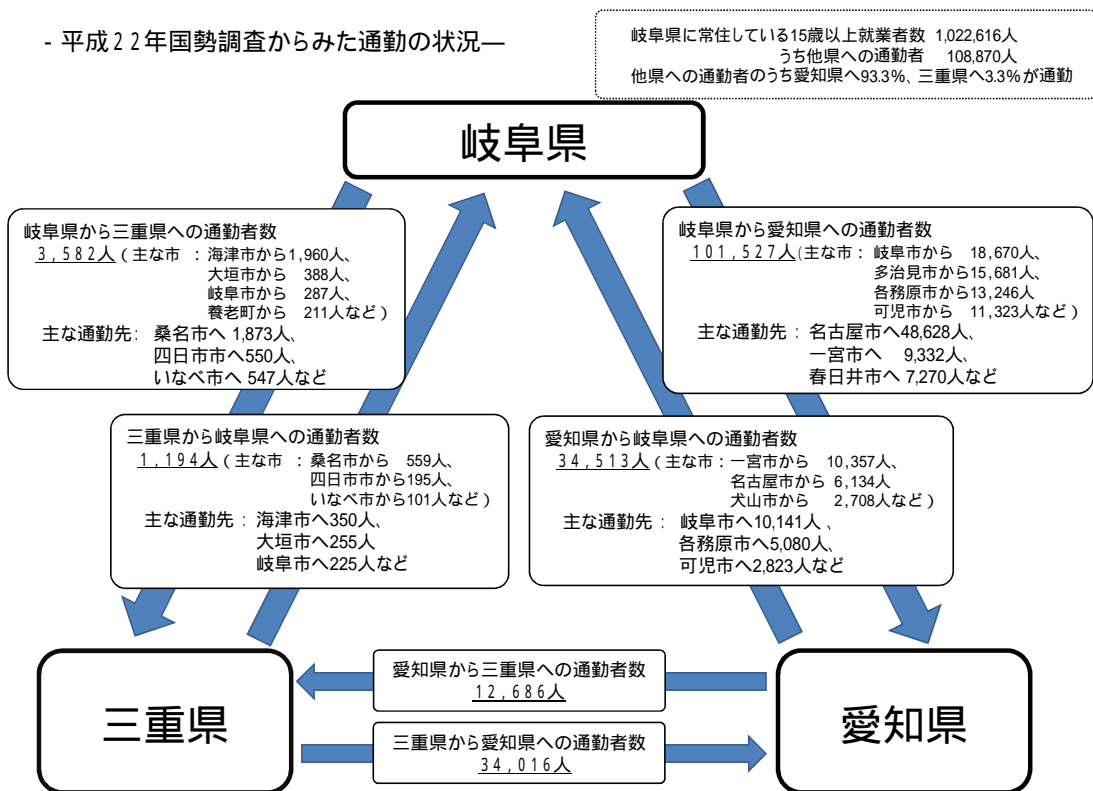 - 平成22年国勢調査からみた通勤の状況―
岐阜県に常住している15歳以上就業者数 1,022,616人
うち他県への通勤者 108,870人
他県への通勤者のうち愛知県へ93.3%、三重県へ3.3%が通勤
岐阜県
岐阜県から三重県への通勤者数
3,582人(主な市 : 海津市から1,960人、
大垣市から 388人、
岐阜市から 287人、
養老町から 211人など)
主な通勤先: 桑名市へ 1,873人、
四日市市へ550人、
いなべ市へ 547人など
岐阜県から愛知県への通勤者数
101,527人(主な市: 岐阜市から 18,670人、
多治見市から15,681人、
各務原市から13,246人
可児市から 11,323人など)
主な通勤先 : 名古屋市へ48,628人、
一宮市へ 9,332人、
春日井市へ 7,270人など
三重県から岐阜県への通勤者数
1,194人(主な市 : 桑名市から 559人、
四日市市から195人、
いなべ市から101人など)
主な通勤先 : 海津市へ350人、
大垣市へ255人
岐阜市へ225人など
愛知県から岐阜県への通勤者数
34,513人(主な市:一宮市から 10,357人、
名古屋市から 6,134人
犬山市から 2,708人など)
主な通勤先 : 岐阜市へ10,141人 、
各務原市へ5,080人、
可児市へ2,823人など
愛知県から三重県への通勤者数
12,686人
三重県から愛知県への通勤者数
34,016人
三重県
愛知県